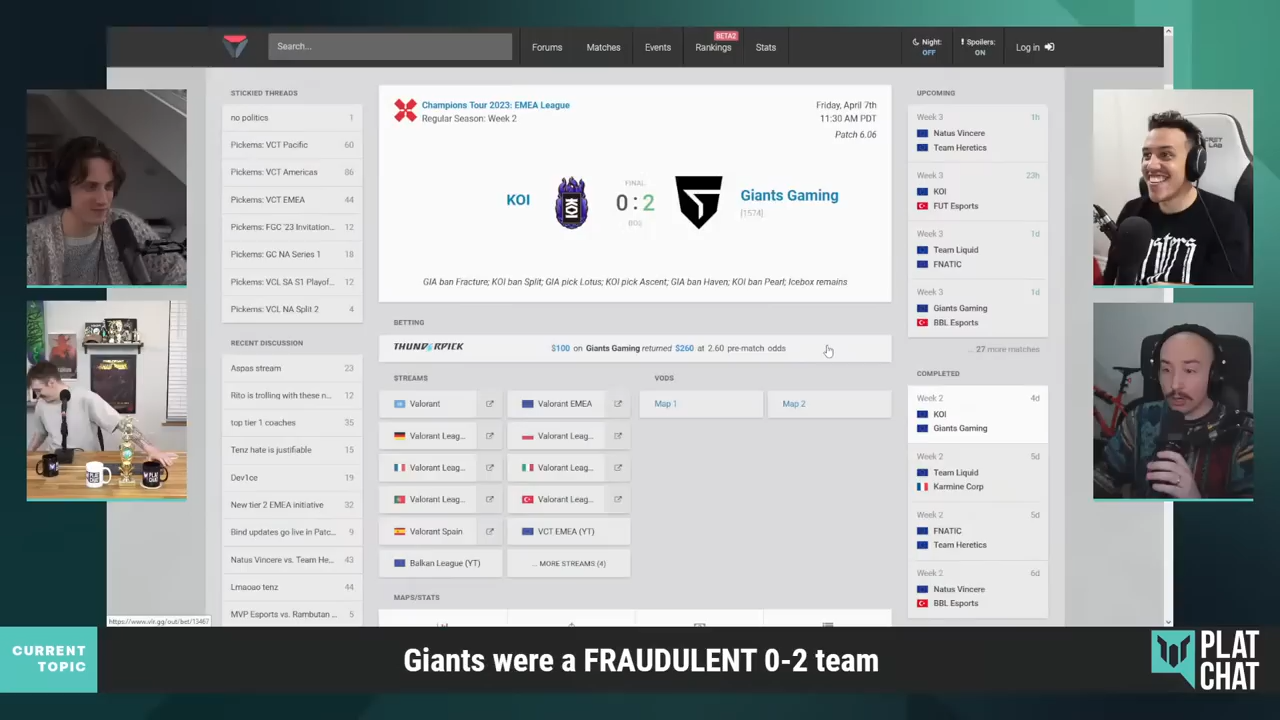 Search...
Forums
Matches
Events
BETA2
Rankings
Stats
Night:
OFF
Spoilers:
ON
Log in
STICKIED THREADS
no politics 1
Pickems: VCT Pacific 60
Pickems: VCT Americas 86
Pickems: VCT EMEA 44
Pickems: FGC '23 Invitation... 12
Pickems: GC NA Series 1 18
Pickems: VCL SA S1 Playof... 12
Pickems: VCL NA Split 2 4
RECENT DISCUSSION
Aspas stream 23
Rito is trolling with these n... 12
top tier 1 coaches 35
Tenz hate is justifiable 15
Dev1ce 19
New tier 2 EMEA initiative 32
Bind updates go live in Patc... 9
Natus Vincere vs. Team He... 43
Lmaoao tenz 44
MVP Esports vs. Rambutan ... 5
https://www.vlr.gg/out/bet/13467
Champions Tour 2023: EMEA League
Regular Season: Week 2
Friday, April 7th
11:30 AM PDT
Patch 6.06
KOI
KOI
FINAL
0 : 2
BO3
Giants Gaming
[1574]
GIA ban Fracture; KOI ban Split; GIA pick Lotus; KOI pick Ascent; GIA ban Haven; KOI ban Pearl; Icebox remains
BETTING
THUNDERPICK
$100 on Giants Gaming returned $260 at 2.60 pre-match odds
STREAMS
Valorant
Valorant EMEA
Valorant Leag...
Valorant Leag...
Valorant Leag...
Valorant Leag...
Valorant Leag...
Valorant Leag...
Valorant Spain
VCT EMEA (YT)
Balkan League (YT)
... MORE STREAMS (4)
VODS
Map 1
Map 2
MAPS/STATS
UPCOMING
Week 3 1h
Natus Vincere
Team Heretics
Week 3 23h
KOI
FUT Esports
Week 3 1d
Team Liquid
FNATIC
Week 3 1d
Giants Gaming
BBL Esports
... 27 more matches
COMPLETED
Week 2 4d
KOI
Giants Gaming
Week 2 5d
Team Liquid
Karmine Corp
Week 2 5d
FNATIC
Team Heretics
Week 2 6d
Natus Vincere
BBL Esports
CURRENT
TOPIC
Giants were a FRAUDULENT 0-2 team
PLAT
CHAT